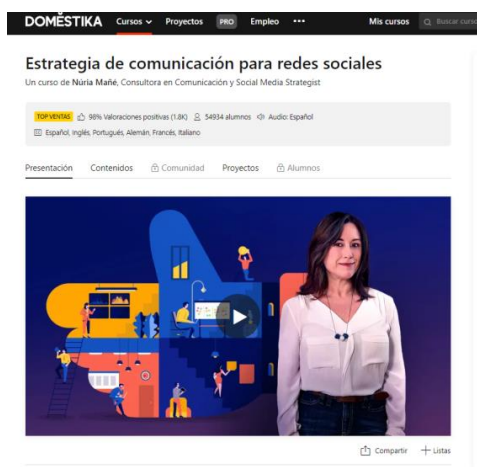 DOMESTIKA Cursos Proyectos PRO Empleo ••• Mis cursos Buscar curso
Estrategia de comunicación para redes sociales
Un curso de Núria Mañé, Consultora en Comunicación y Social Media Strategist
TOP VENTAS 98% Valoraciones positivas (1.8K) 54934 alumnos Audio: Español
Español, Inglés, Portugués, Alemán, Francés, Italiano
Presentación Contenidos Comunidad Proyectos Alumnos
Compartir Listas